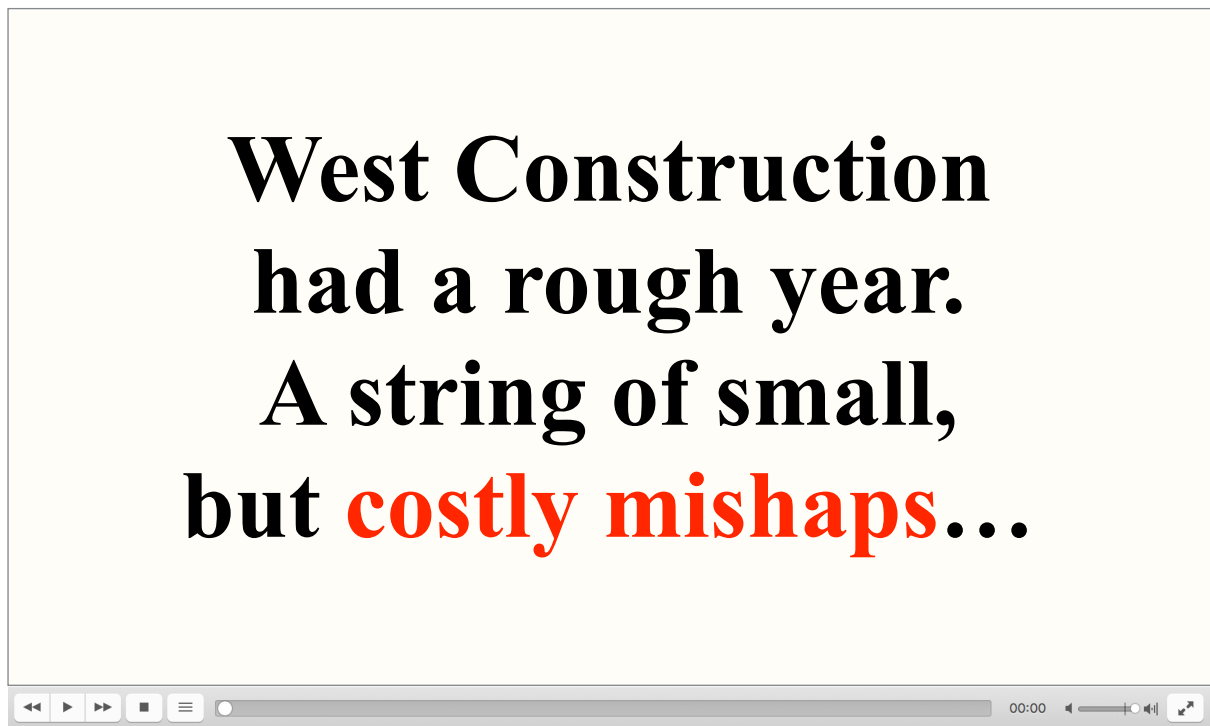 West Construction
had a rough year.
A string of small,
but costly mishaps…
00:00